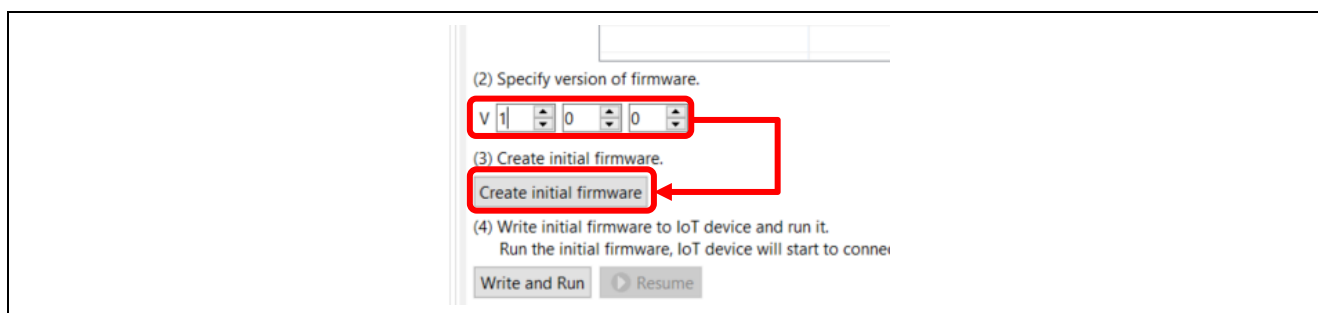 (2) Specify version of firmware.
V 1 0 0
(3) Create initial firmware.
Create initial firmware
(4) Write initial firmware to IoT device and run it.
Run the initial firmware, IoT device will start to conne
Write and Run Resume